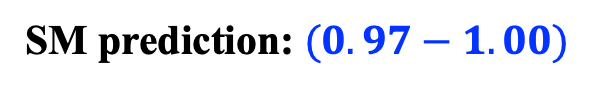 SM prediction: (0.97 − 1.00)